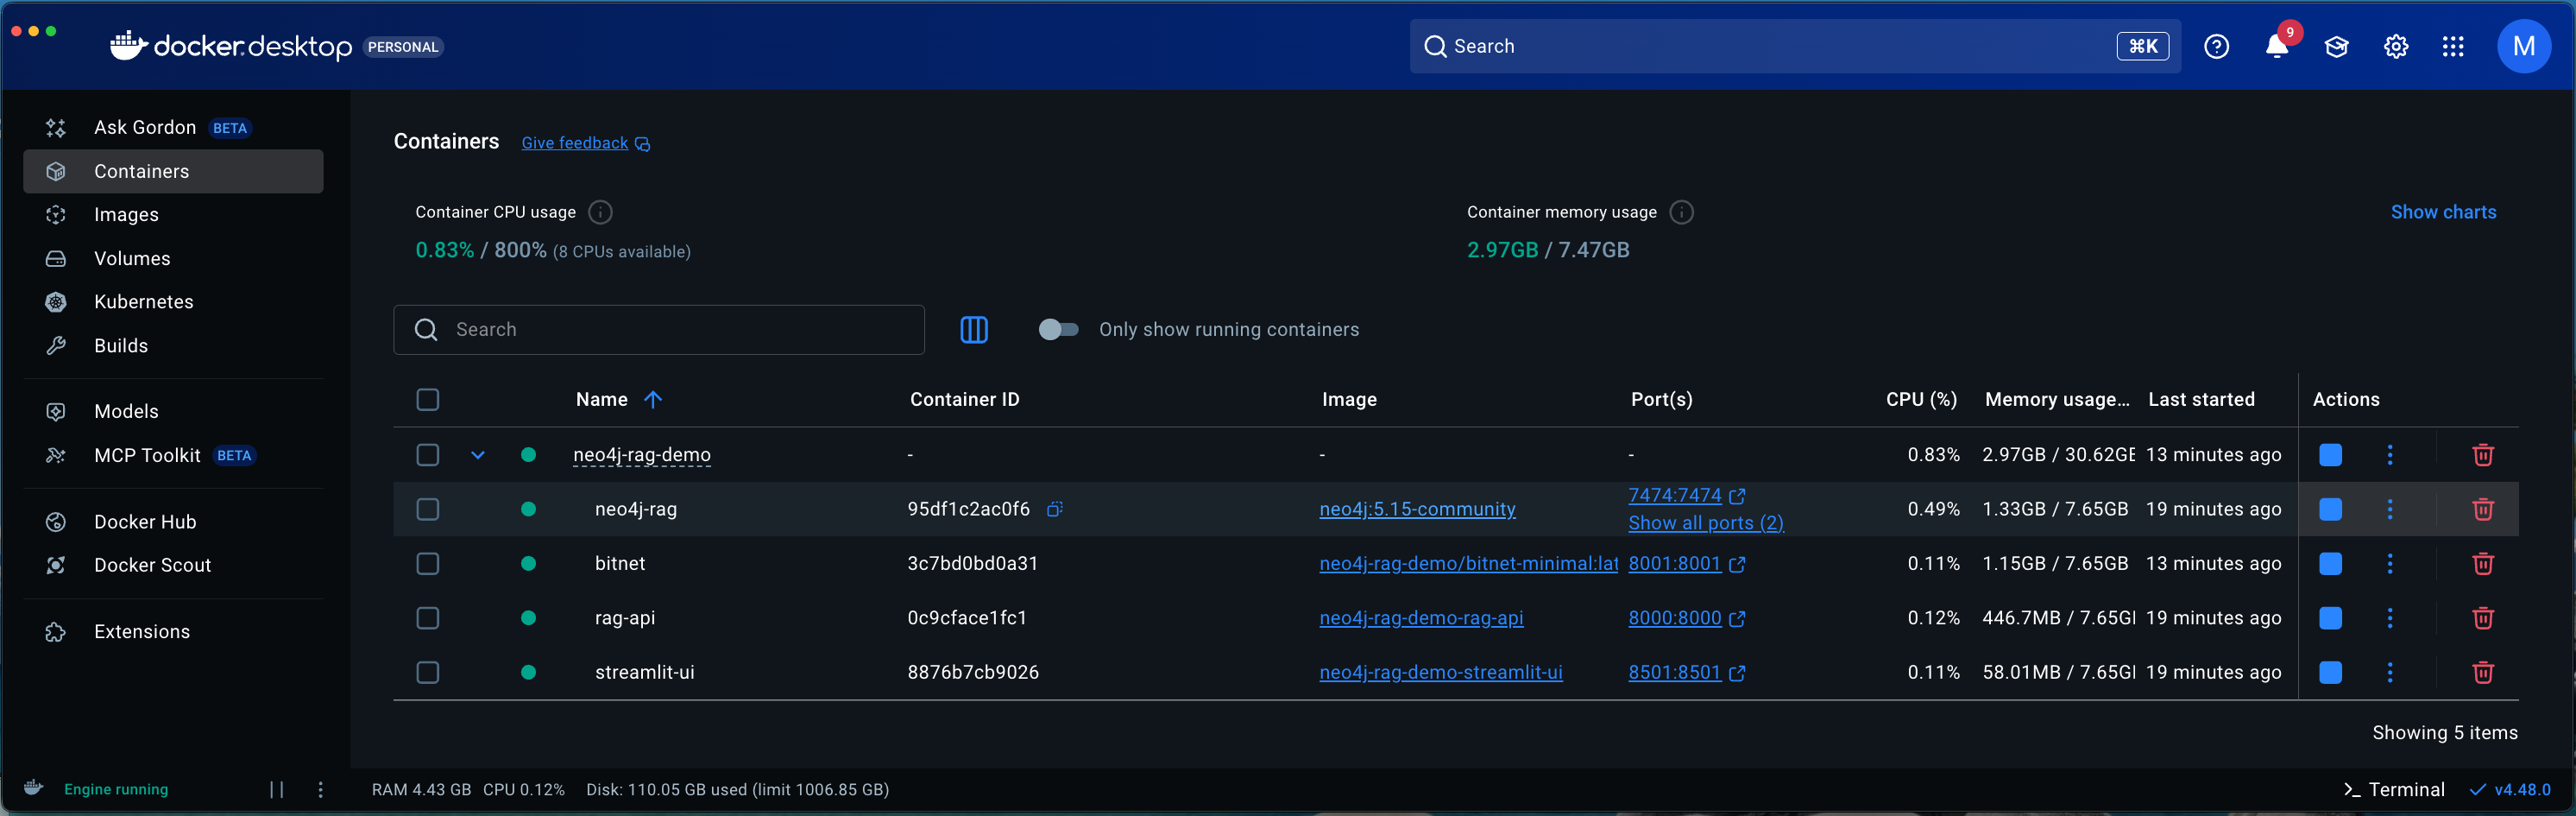 docker.desktop PERSONAL
Search
⌘K
9
M
Ask Gordon BETA
Containers
Images
Volumes
Kubernetes
Builds
Models
MCP Toolkit BETA
Docker Hub
Docker Scout
Extensions
Containers Give feedback
Container CPU usage
0.83% / 800% (8 CPUs available)
Container memory usage
2.97GB / 7.47GB
Show charts
Search
Only show running containers
Name Container ID Image Port(s) CPU (%) Memory usage... Last started Actions
neo4j-rag-demo - - - 0.83% 2.97GB / 30.62GB 13 minutes ago
neo4j-rag 95df1c2ac0f6 neo4j:5.15-community 7474:7474 0.49% 1.33GB / 7.65GB 19 minutes ago
Show all ports (2)
bitnet 3c7bd0bd0a31 neo4j-rag-demo/bitnet-minimal:lat 8001:8001 0.11% 1.15GB / 7.65GB 13 minutes ago
rag-api 0c9cface1fc1 neo4j-rag-demo-rag-api 8000:8000 0.12% 446.7MB / 7.65G 19 minutes ago
streamlit-ui 8876b7cb9026 neo4j-rag-demo-streamlit-ui 8501:8501 0.11% 58.01MB / 7.65G 19 minutes ago
Showing 5 items
Engine running
RAM 4.43 GB CPU 0.12% Disk: 110.05 GB used (limit 1006.85 GB)
Terminal
v4.48.0